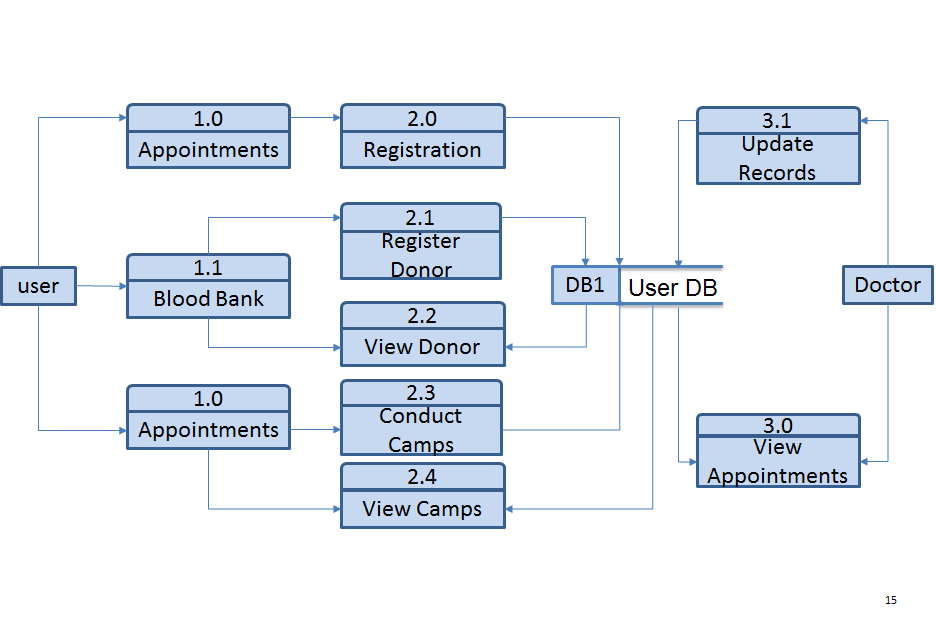 1.0
Appointments
2.0
Registration
3.1
Update
Records
2.1
Register
Donor
1.1
Blood Bank
user
DB1
User DB
Doctor
2.2
View Donor
1.0
Appointments
2.3
Conduct
Camps
3.0
View
Appointments
2.4
View Camps
15